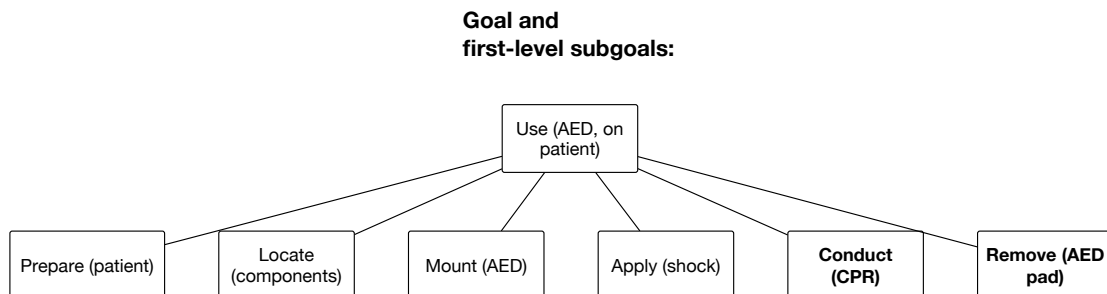 Goal and
first-level subgoals:
Use (AED, on
patient)
Prepare (patient)
Locate
(components)
Mount (AED)
Apply (shock)
Conduct
(CPR)
Remove (AED
pad)